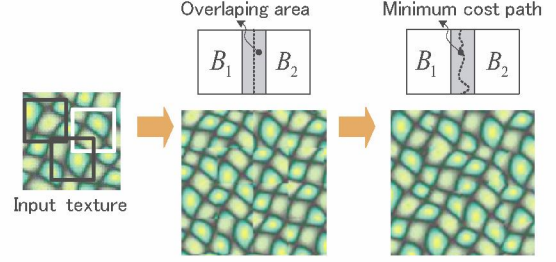 Overlaping area
Minimum cost path
B1
B2
B1
B2
Input texture